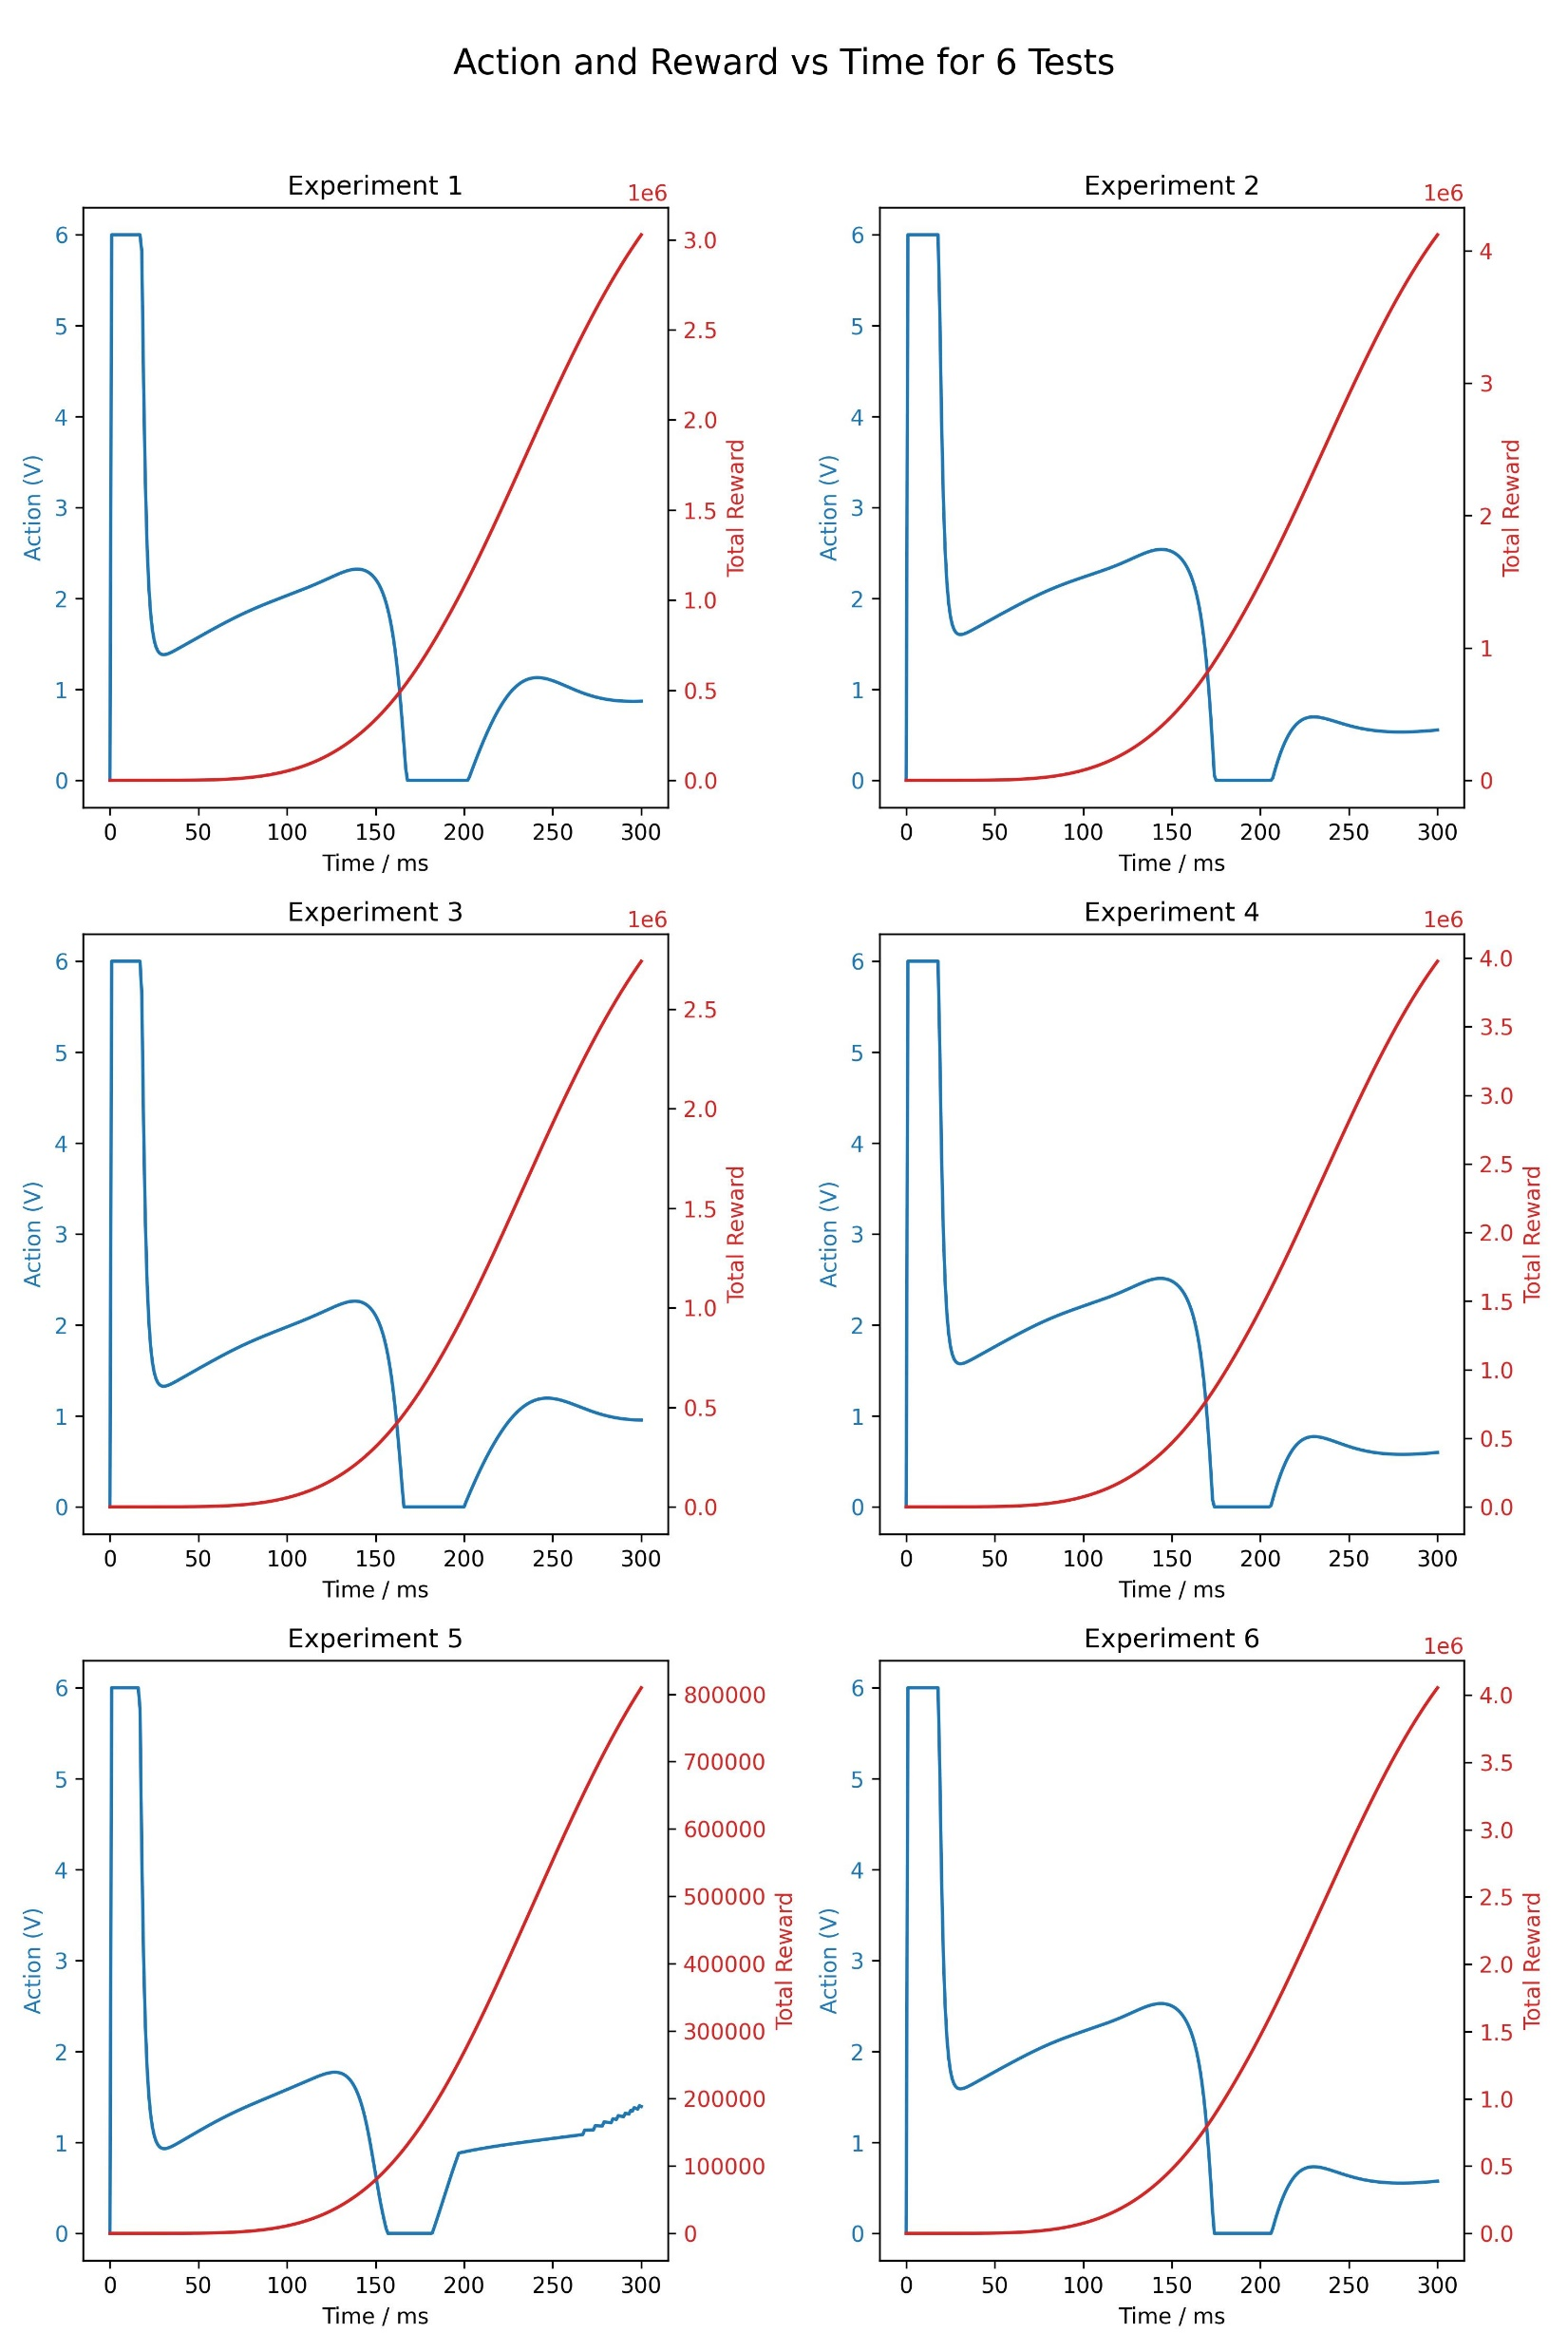 Action and Reward vs Time for 6 Tests
Experiment 1
1e6
6
5
4
3
2
1
0
Action (V)
3.0
2.5
2.0
1.5
1.0
0.5
0.0
Total Reward
0 50 100 150 200 250 300
Time / ms
Experiment 2
1e6
6
5
4
3
2
1
0
Action (V)
4
3
2
1
0
Total Reward
0 50 100 150 200 250 300
Time / ms
Experiment 3
1e6
6
5
4
3
2
1
0
Action (V)
2.5
2.0
1.5
1.0
0.5
0.0
Total Reward
0 50 100 150 200 250 300
Time / ms
Experiment 4
1e6
6
5
4
3
2
1
0
Action (V)
4.0
3.5
3.0
2.5
2.0
1.5
1.0
0.5
0.0
Total Reward
0 50 100 150 200 250 300
Time / ms
Experiment 5
6
5
4
3
2
1
0
Action (V)
800000
700000
600000
500000
400000
300000
200000
100000
0
Total Reward
0 50 100 150 200 250 300
Time / ms
Experiment 6
1e6
6
5
4
3
2
1
0
Action (V)
4.0
3.5
3.0
2.5
2.0
1.5
1.0
0.5
0.0
Total Reward
0 50 100 150 200 250 300
Time / ms